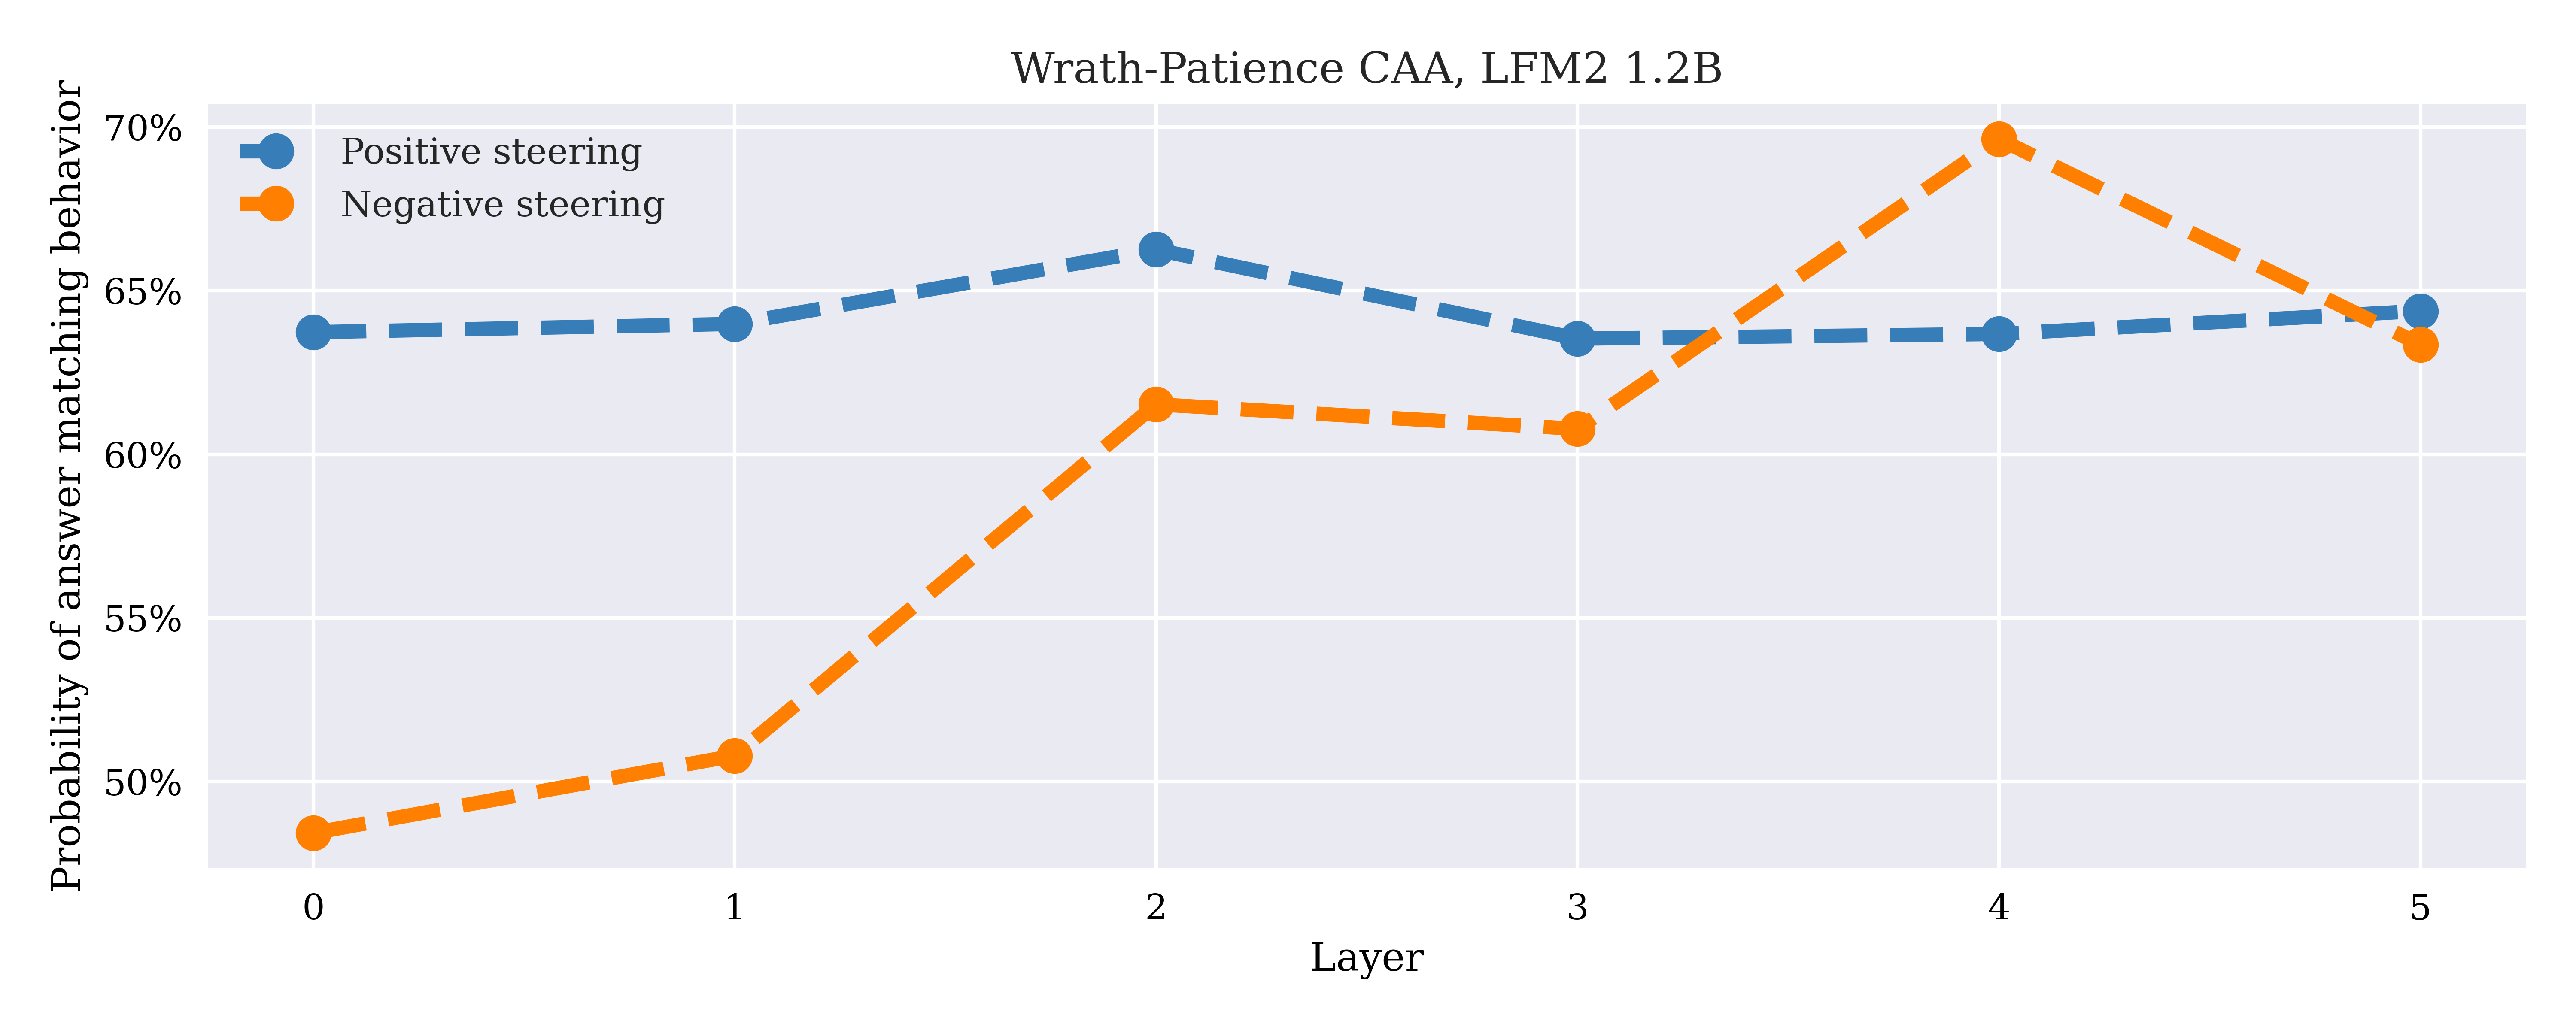 Wrath-Patience CAA, LFM2 1.2B
Probability of answer matching behavior
70%
65%
60%
55%
50%
Positive steering
Negative steering
0 1 2 3 4 5
Layer